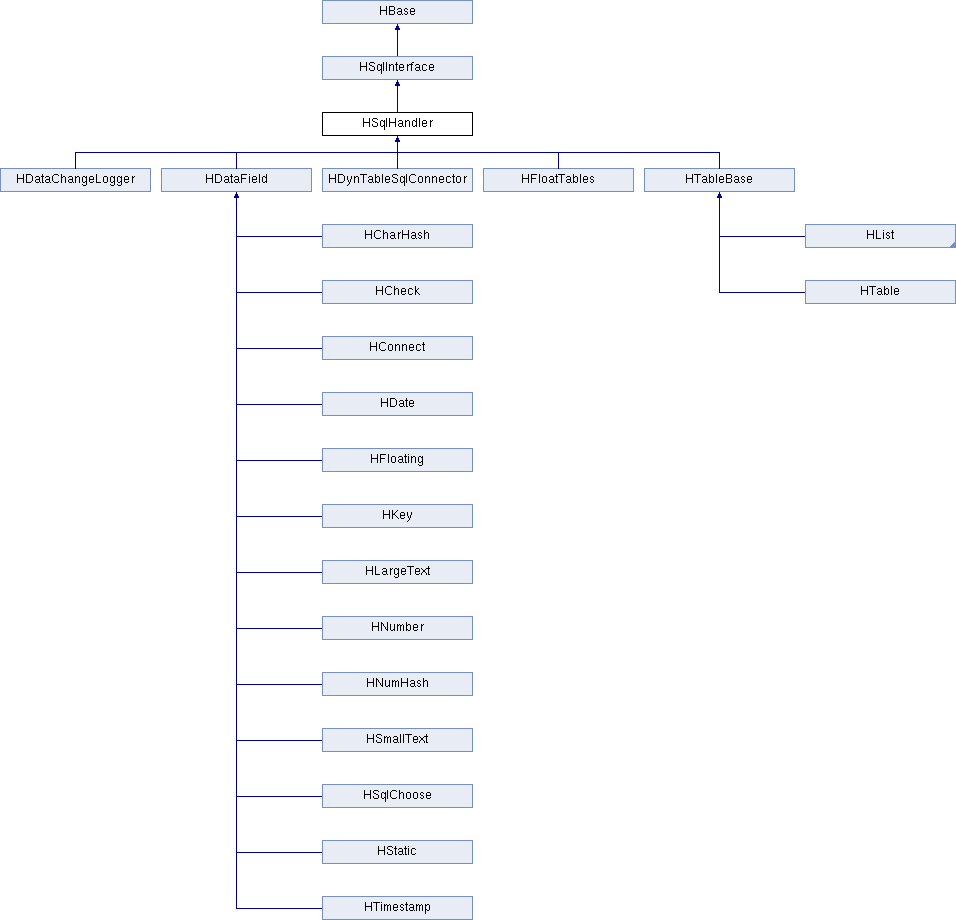 HBase
HSqlInterface
HSqlHandler
HDataChangeLogger
HDataField
HDynTableSqlConnector
HFloatTables
HTableBase
HCharHash
HList
HCheck
HTable
HConnect
HDate
HFloating
HKey
HLargeText
HNumber
HNumHash
HSmallText
HSqlChoose
HStatic
HTimestamp